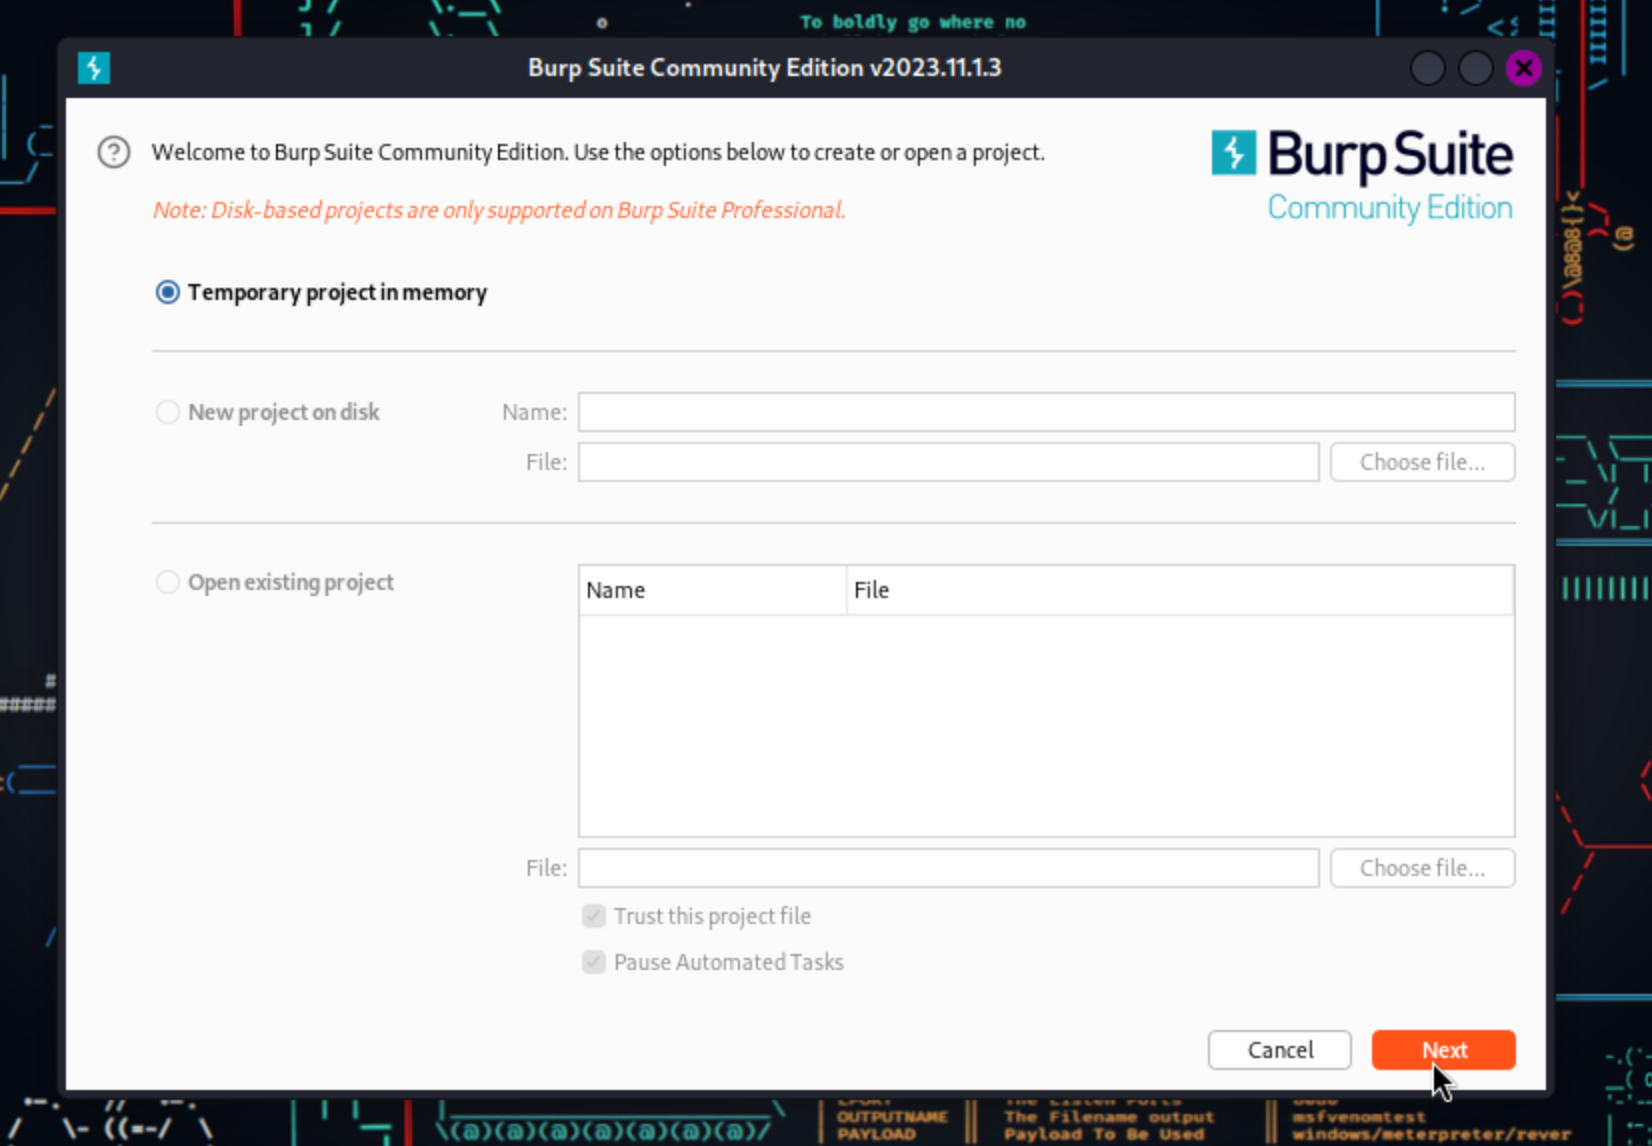 To boldly go where no
Burp Suite Community Edition v2023.11.1.3
Welcome to Burp Suite Community Edition. Use the options below to create or open a project.
Burp Suite
Community Edition
Note: Disk-based projects are only supported on Burp Suite Professional.
Temporary project in memory
New project on disk
Name:
File:
Choose file...
Open existing project
Name
File
File:
Choose file...
Trust this project file
Pause Automated Tasks
Cancel
Next
OUTPUTNAME
The Filename output
msfvenomtest
PAYLOAD
Payload To Be Used
windows/meterpreter/rever